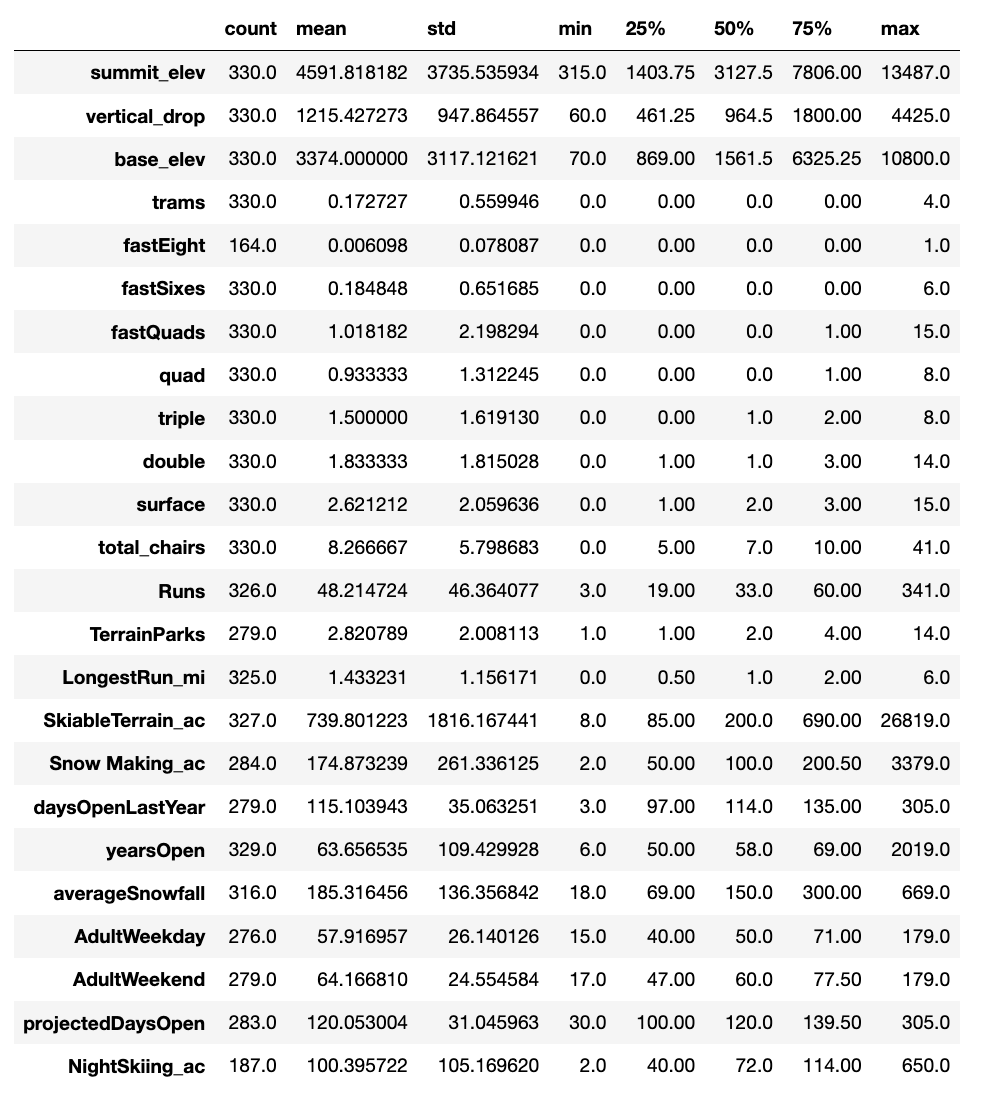 count mean std min 25% 50% 75% max
summit_elev 330.0 4591.818182 3735.535934 315.0 1403.75 3127.5 7806.00 13487.0
vertical_drop 330.0 1215.427273 947.864557 60.0 461.25 964.5 1800.00 4425.0
base_elev 330.0 3374.000000 3117.121621 70.0 869.00 1561.5 6325.25 10800.0
trams 330.0 0.172727 0.559946 0.0 0.00 0.0 0.00 4.0
fastEight 164.0 0.006098 0.078087 0.0 0.00 0.0 0.00 1.0
fastSixes 330.0 0.184848 0.651685 0.0 0.00 0.0 0.00 6.0
fastQuads 330.0 1.018182 2.198294 0.0 0.00 0.0 1.00 15.0
quad 330.0 0.933333 1.312245 0.0 0.00 0.0 1.00 8.0
triple 330.0 1.500000 1.619130 0.0 0.00 1.0 2.00 8.0
double 330.0 1.833333 1.815028 0.0 1.00 1.0 3.00 14.0
surface 330.0 2.621212 2.059636 0.0 1.00 2.0 3.00 15.0
total_chairs 330.0 8.266667 5.798683 0.0 5.00 7.0 10.00 41.0
Runs 326.0 48.214724 46.364077 3.0 19.00 33.0 60.00 341.0
TerrainParks 279.0 2.820789 2.008113 1.0 1.00 2.0 4.00 14.0
LongestRun_mi 325.0 1.433231 1.156171 0.0 0.50 1.0 2.00 6.0
SkiableTerrain_ac 327.0 739.801223 1816.167441 8.0 85.00 200.0 690.00 26819.0
Snow Making_ac 284.0 174.873239 261.336125 2.0 50.00 100.0 200.50 3379.0
daysOpenLastYear 279.0 115.103943 35.063251 3.0 97.00 114.0 135.00 305.0
yearsOpen 329.0 63.656535 109.429928 6.0 50.00 58.0 69.00 2019.0
averageSnowfall 316.0 185.316456 136.356842 18.0 69.00 150.0 300.00 669.0
AdultWeekday 276.0 57.916957 26.140126 15.0 40.00 50.0 71.00 179.0
AdultWeekend 279.0 64.166810 24.554584 17.0 47.00 60.0 77.50 179.0
projectedDaysOpen 283.0 120.053004 31.045963 30.0 100.00 120.0 139.50 305.0
NightSkiing_ac 187.0 100.395722 105.169620 2.0 40.00 72.0 114.00 650.0